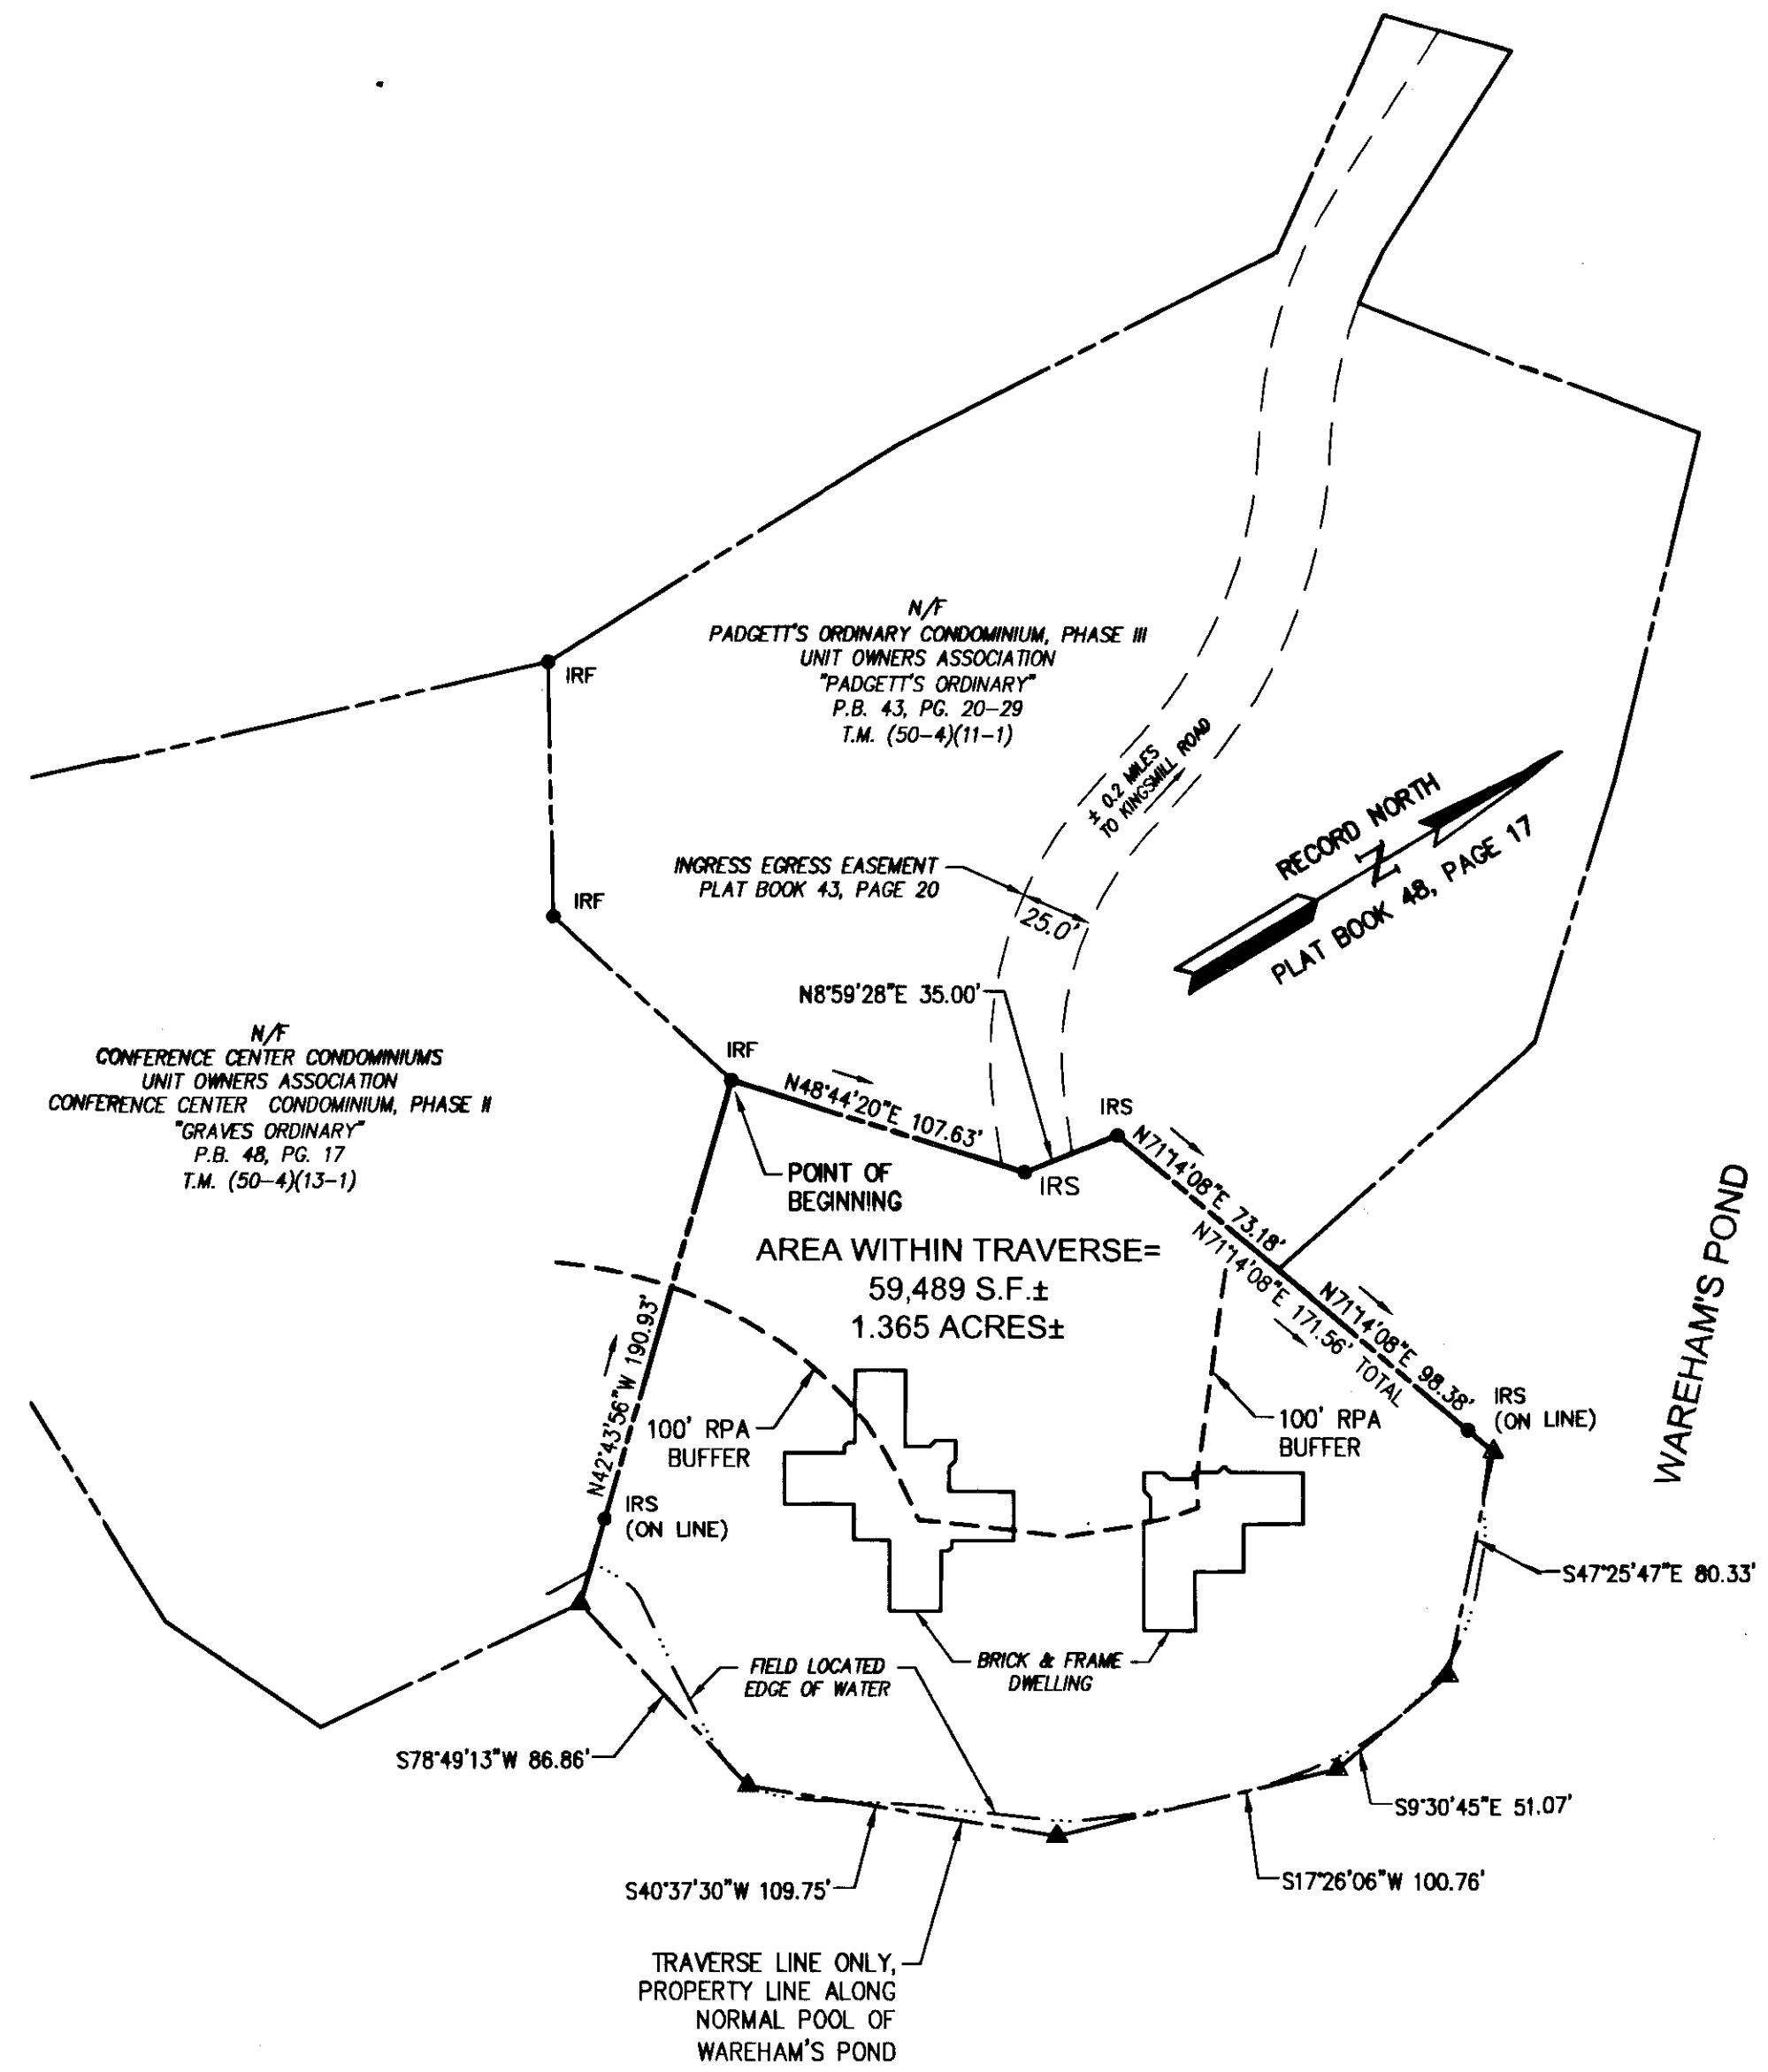 N/F
PADGETT'S ORDINARY CONDOMINIUM, PHASE III
UNIT OWNERS ASSOCIATION
"PADGETT'S ORDINARY"
P.B. 43, PG. 20-29
T.M. (50-4)(11-1)
IRF
± 0.2 MILES
TO KINGSMILL ROAD
RECORD NORTH
N
PLAT BOOK 48, PAGE 17
INGRESS EGRESS EASEMENT
PLAT BOOK 43, PAGE 20
25.0'
IRF
N8°59'28"E 35.00'
N/F
CONFERENCE CENTER CONDOMINIUMS
UNIT OWNERS ASSOCIATION
CONFERENCE CENTER CONDOMINIUM, PHASE II
"GRAVES ORDINARY"
P.B. 48, PG. 17
T.M. (50-4)(13-1)
IRF
N48°44'20"E 107.63'
IRS
IRS
N71°14'08"E 73.18'
N71°14'08"E 171.56' TOTAL
N71°14'08"E 98.38'
POINT OF
BEGINNING
AREA WITHIN TRAVERSE=
59,489 S.F.±
1.365 ACRES±
WAREHAM'S POND
N42°43'56"W 190.93'
100' RPA
BUFFER
100' RPA
BUFFER
IRS
(ON LINE)
IRS
(ON LINE)
S47°25'47"E 80.33'
FIELD LOCATED
EDGE OF WATER
BRICK & FRAME
DWELLING
S78°49'13"W 86.86'
S9°30'45"E 51.07'
S40°37'30"W 109.75'
S17°26'06"W 100.76'
TRAVERSE LINE ONLY,
PROPERTY LINE ALONG
NORMAL POOL OF
WAREHAM'S POND